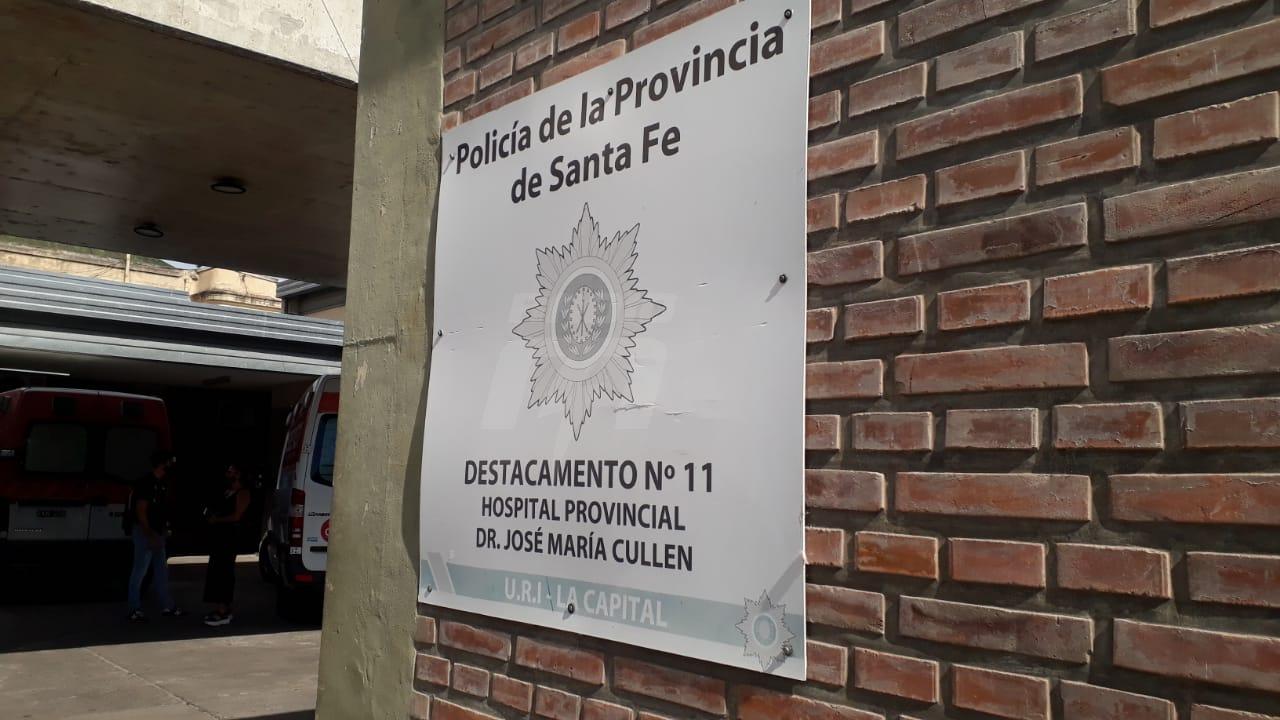 Policía de la Provincia
de Santa Fe
DESTACAMENTO Nº 11
HOSPITAL PROVINCIAL
DR. JOSÉ MARÍA CULLEN
U.R.I - LA CAPITAL